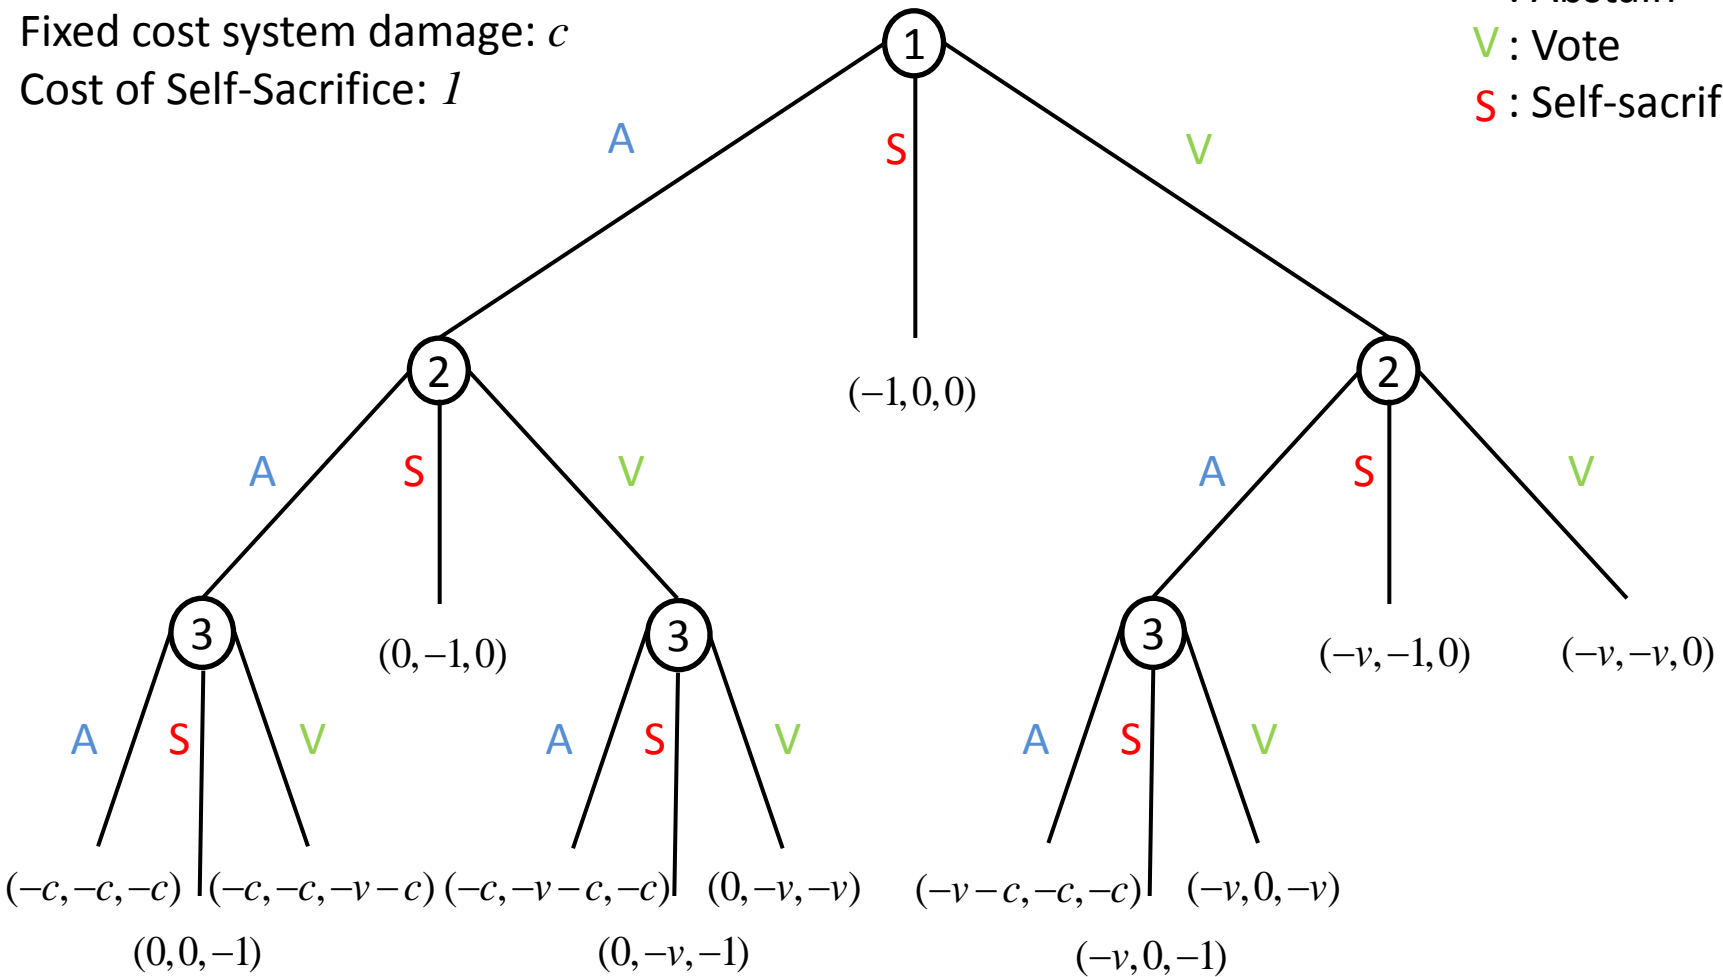 Fixed cost system damage: c
Cost of Self-Sacrifice: 1
: Abstain
V : Vote
S : Self-sacrif
1
A
S
V
2
(−1,0,0)
2
A
S
V
A
S
V
3
(0,−1,0)
3
3
(−v,−1,0)
(−v,−v,0)
A
S
V
A
S
V
A
S
V
(−c,−c,−c)
(−c,−c,−v−c)
(−c,−v−c,−c)
(0,−v,−v)
(−v−c,−c,−c)
(−v,0,−v)
(0,0,−1)
(0,−v,−1)
(−v,0,−1)